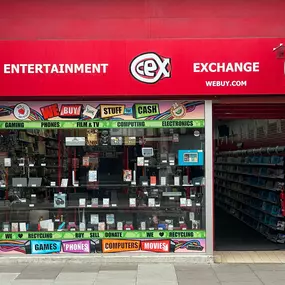 ENTERTAINMENT CEX EXCHANGE
WEBUY.COM
WE BUY STUFF CASH
GAMING PHONES FILM & TV COMPUTING ELECTRONICS
GAMES PHONES COMPUTERS MOVIES
WE RECYCLING BUY SELL DONATE WE RECYCLING